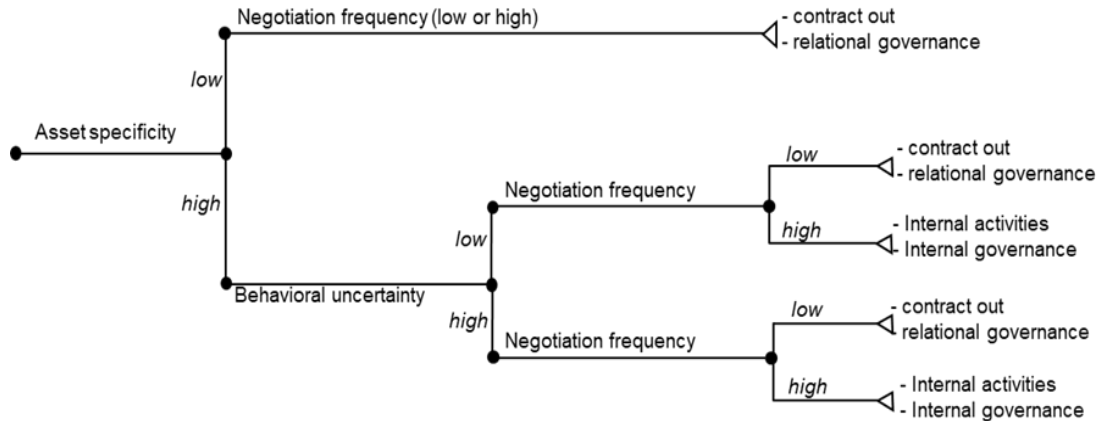 Negotiation frequency (low or high)
- contract out
- relational governance
low
Asset specificity
high
Negotiation frequency
low
- contract out
- relational governance
high
- Internal activities
- Internal governance
low
Behavioral uncertainty
high
Negotiation frequency
low
- contract out
- relational governance
high
- Internal activities
- Internal governance